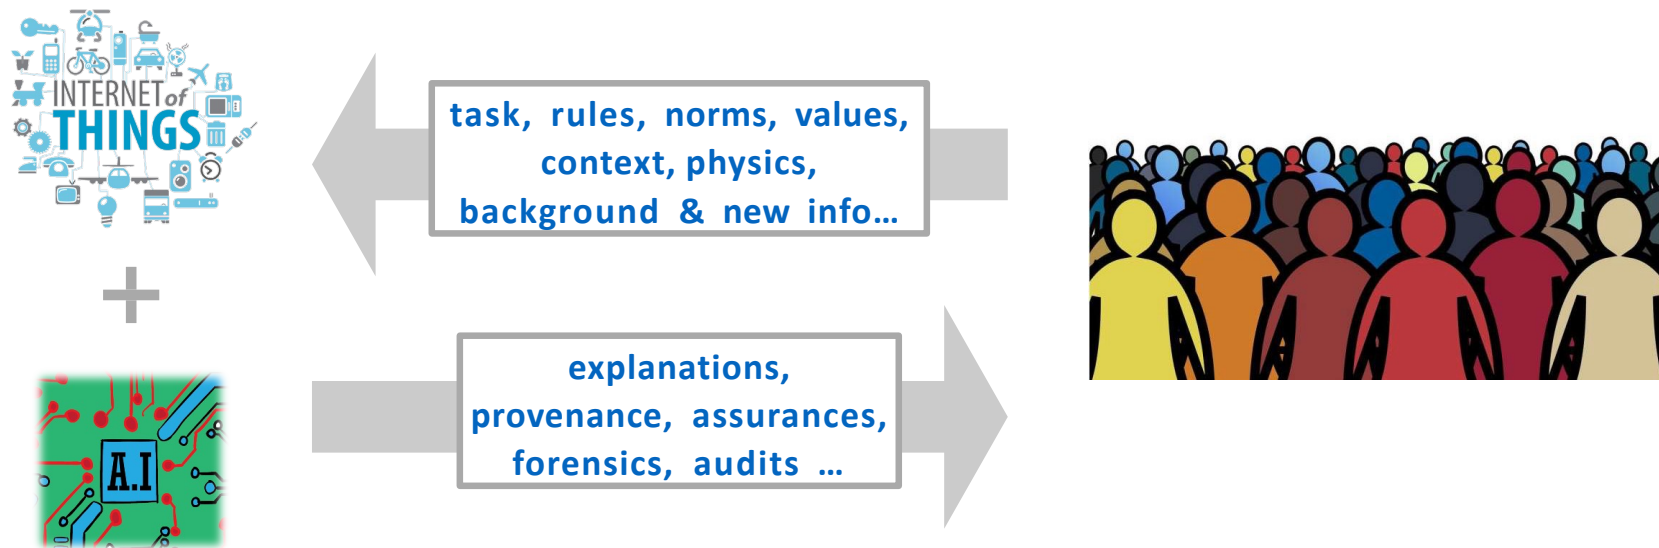 INTERNET of
THINGS
task, rules, norms, values,
context, physics,
background & new info...
+
A.I
explanations,
provenance, assurances,
forensics, audits ...